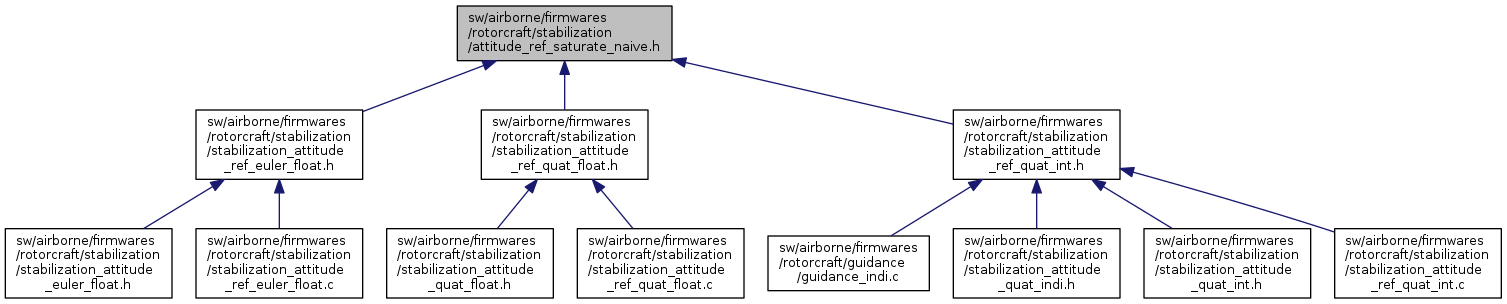 sw/airborne/firmwares
/rotorcraft/stabilization
/attitude_ref_saturate_naive.h
sw/airborne/firmwares
/rotorcraft/stabilization
/stabilization_attitude
_ref_euler_float.h
sw/airborne/firmwares
/rotorcraft/stabilization
/stabilization_attitude
_ref_quat_float.h
sw/airborne/firmwares
/rotorcraft/stabilization
/stabilization_attitude
_ref_quat_int.h
sw/airborne/firmwares
/rotorcraft/stabilization
/stabilization_attitude
_euler_float.h
sw/airborne/firmwares
/rotorcraft/stabilization
/stabilization_attitude
_ref_euler_float.c
sw/airborne/firmwares
/rotorcraft/stabilization
/stabilization_attitude
_quat_float.h
sw/airborne/firmwares
/rotorcraft/stabilization
/stabilization_attitude
_ref_quat_float.c
sw/airborne/firmwares
/rotorcraft/guidance
/guidance_indi.c
sw/airborne/firmwares
/rotorcraft/stabilization
/stabilization_attitude
_quat_indi.h
sw/airborne/firmwares
/rotorcraft/stabilization
/stabilization_attitude
_quat_int.h
sw/airborne/firmwares
/rotorcraft/stabilization
/stabilization_attitude
_ref_quat_int.c